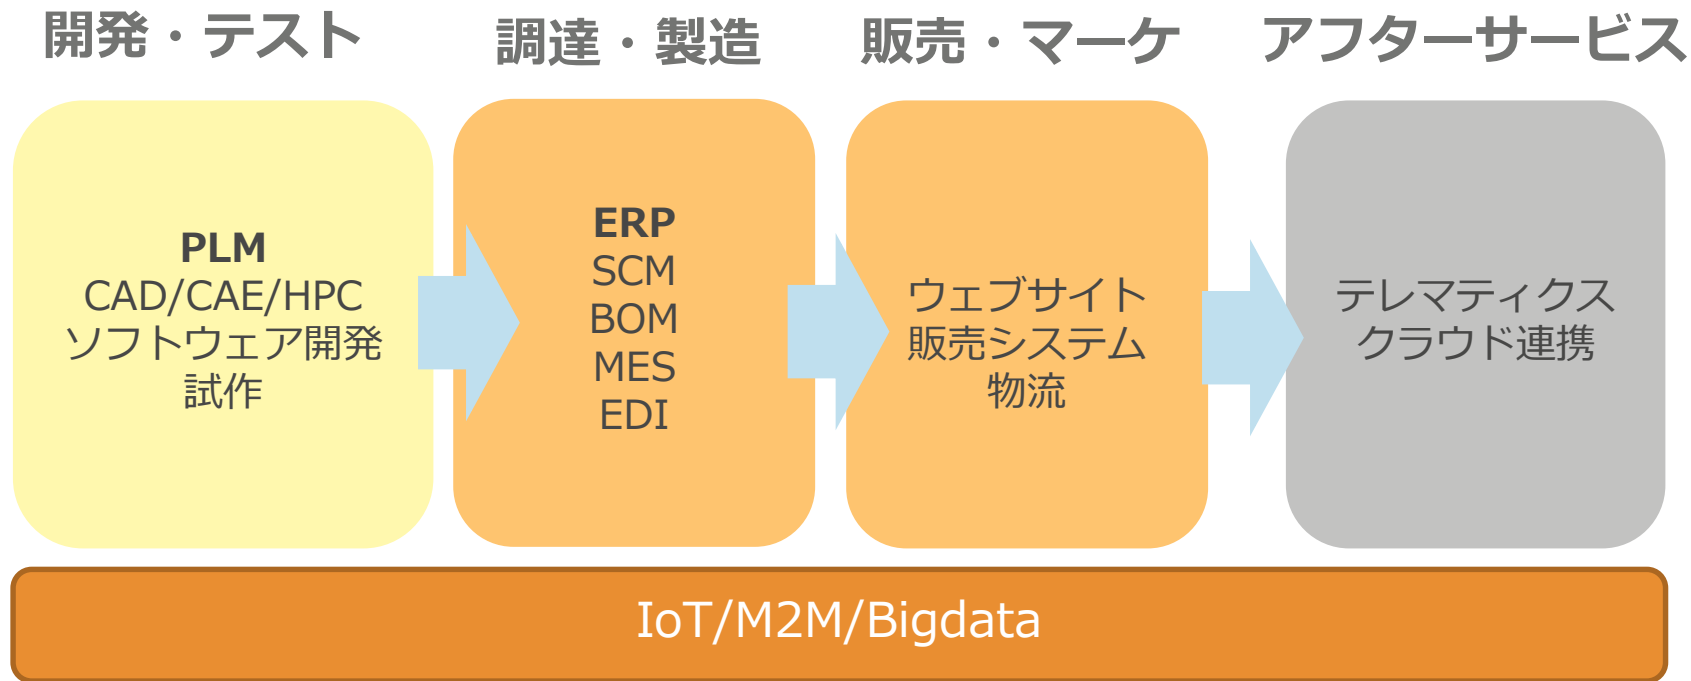 開発・テスト
調達・製造
販売・マーケ
アフターサービス
PLM
CAD/CAE/HPC
ソフトウェア開発
試作
ERP
SCM
BOM
MES
EDI
ウェブサイト
販売システム
物流
テレマティクス
クラウド連携
IoT/M2M/Bigdata